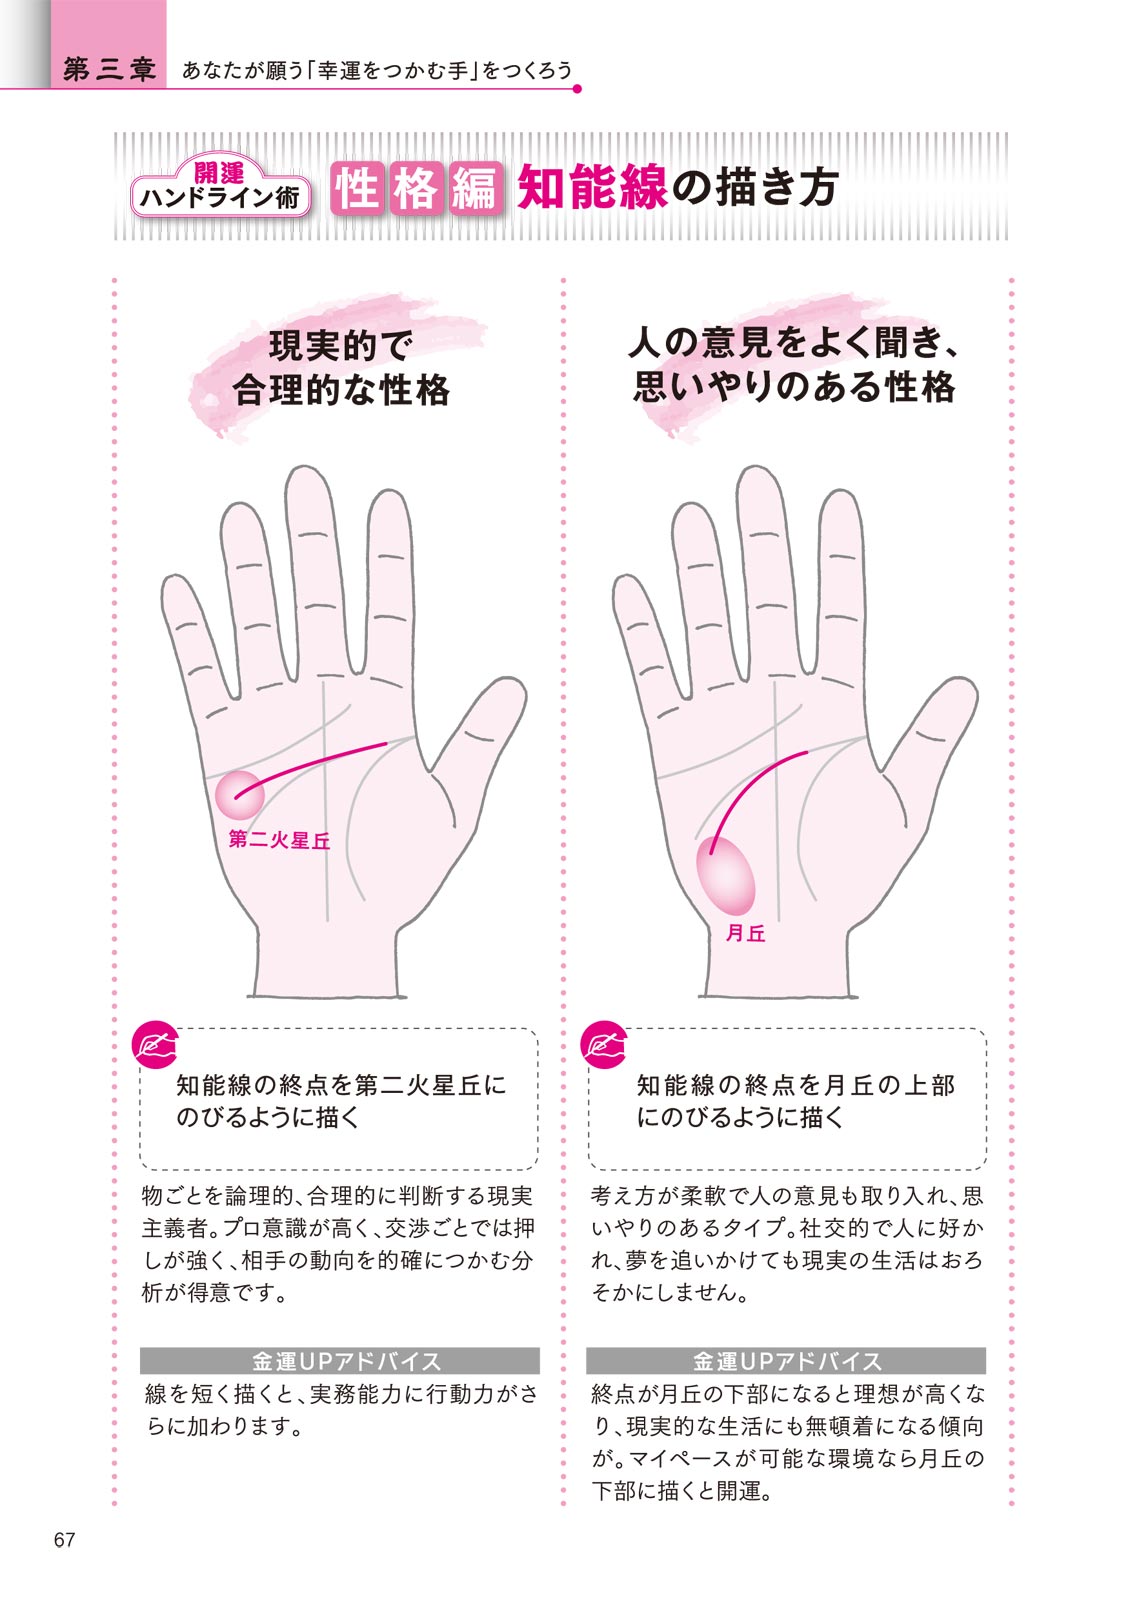 第三章 あなたが願う「幸運をつかむ手」をつくろう
開運
ハンドライン術
性格編 知能線の描き方
現実的で
合理的な性格
第二火星丘
知能線の終点を第二火星丘に
のびるように描く
物ごとを論理的、合理的に判断する現実
主義者。プロ意識が高く、交渉ごとでは押
しが強く、相手の動向を的確につかむ分
析が得意です。
金運UPアドバイス
線を短く描くと、実務能力に行動力がさ
らに加わります。
人の意見をよく聞き、
思いやりのある性格
月丘
知能線の終点を月丘の上部
にのびるように描く
考え方が柔軟で人の意見も取り入れ、思
いやりのあるタイプ。社交的で人に好か
れ、夢を追いかけても現実の生活はおろ
そかにしません。
金運UPアドバイス
終点が月丘の下部になると理想が高くな
り、現実的な生活にも無頓着になる傾向
が。マイペースが可能な環境なら月丘の
下部に描くと開運。
67